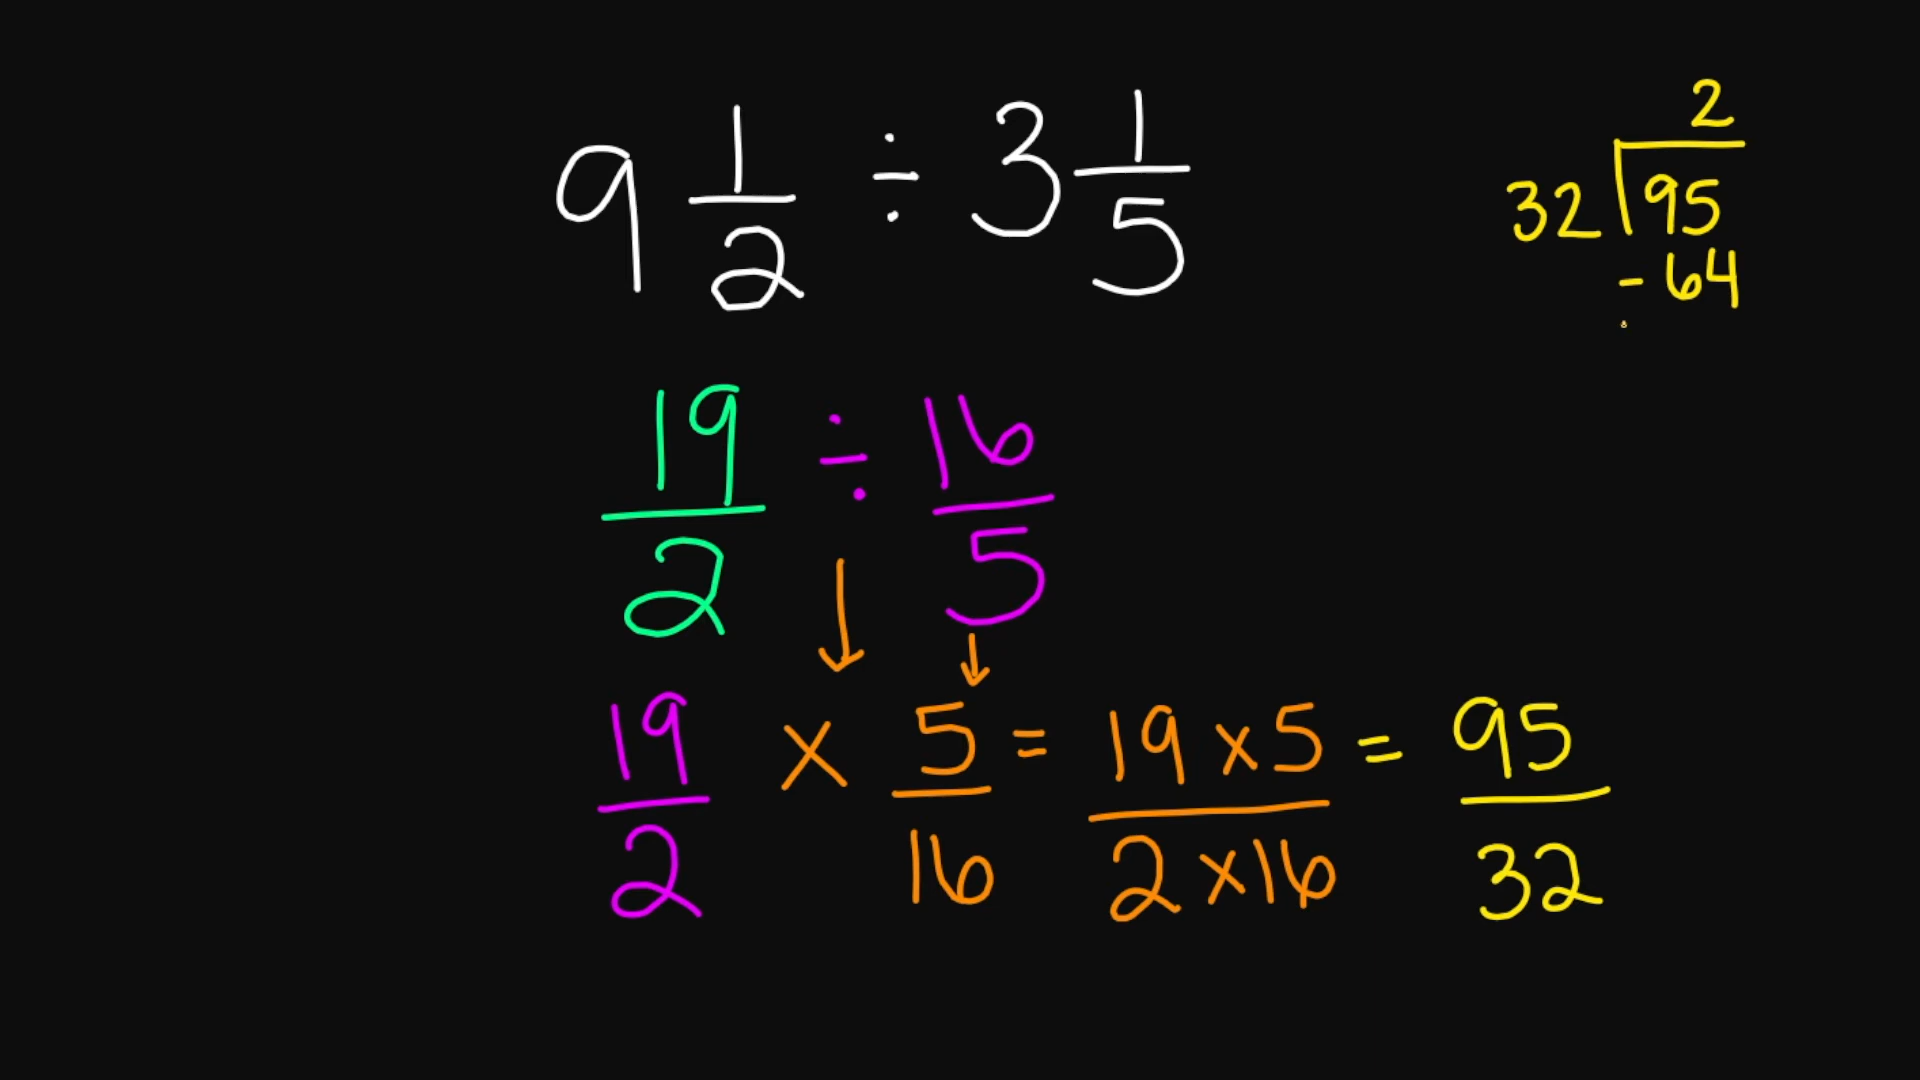 9 1/2 ÷ 3 1/5
19/2 ÷ 16/5
19/2 × 5/16 = 19 × 5 / 2 × 16 = 95/32
2
32 95
- 64